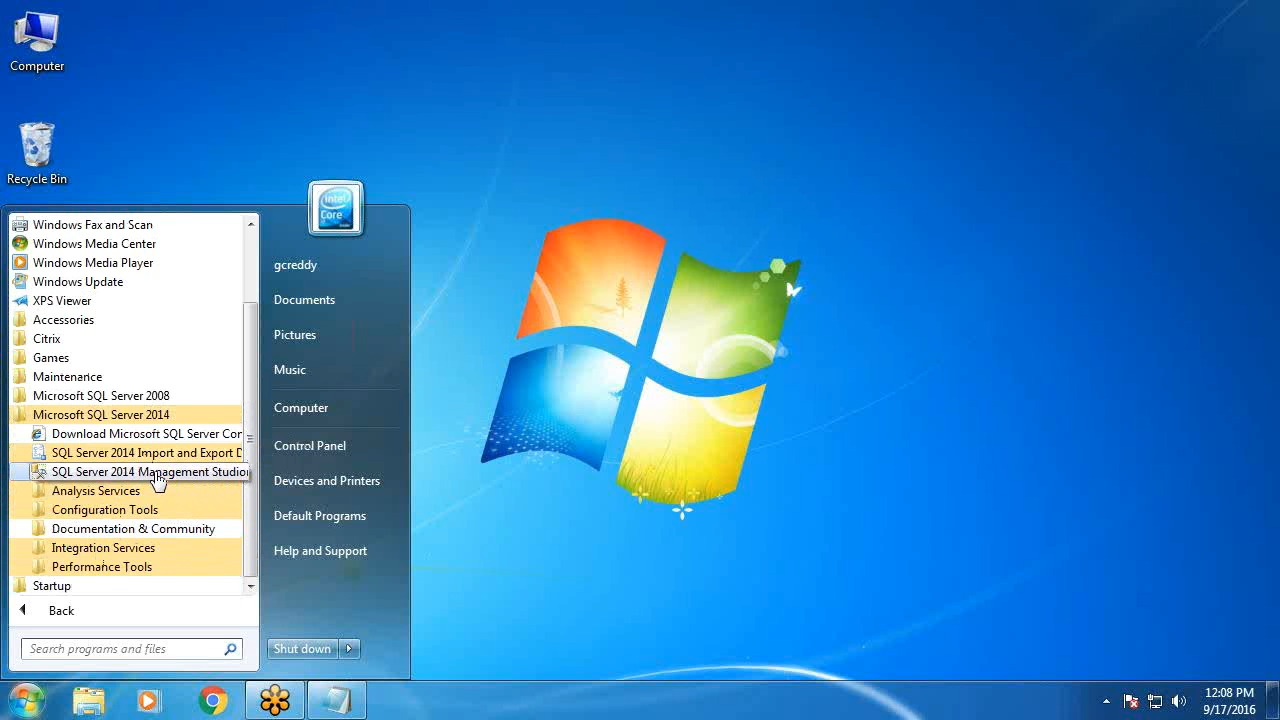 Computer
Recycle Bin
intel
Core
Windows Fax and Scan
Windows Media Center
Windows Media Player
Windows Update
XPS Viewer
Accessories
Citrix
Games
Maintenance
Microsoft SQL Server 2008
Microsoft SQL Server 2014
Download Microsoft SQL Server Cor
SQL Server 2014 Import and Export D
SQL Server 2014 Management Studio
Analysis Services
Configuration Tools
Documentation & Community
Integration Services
Performance Tools
Startup
Back
Search programs and files
gcreddy
Documents
Pictures
Music
Computer
Control Panel
Devices and Printers
Default Programs
Help and Support
Shut down
12:08 PM
9/17/2016